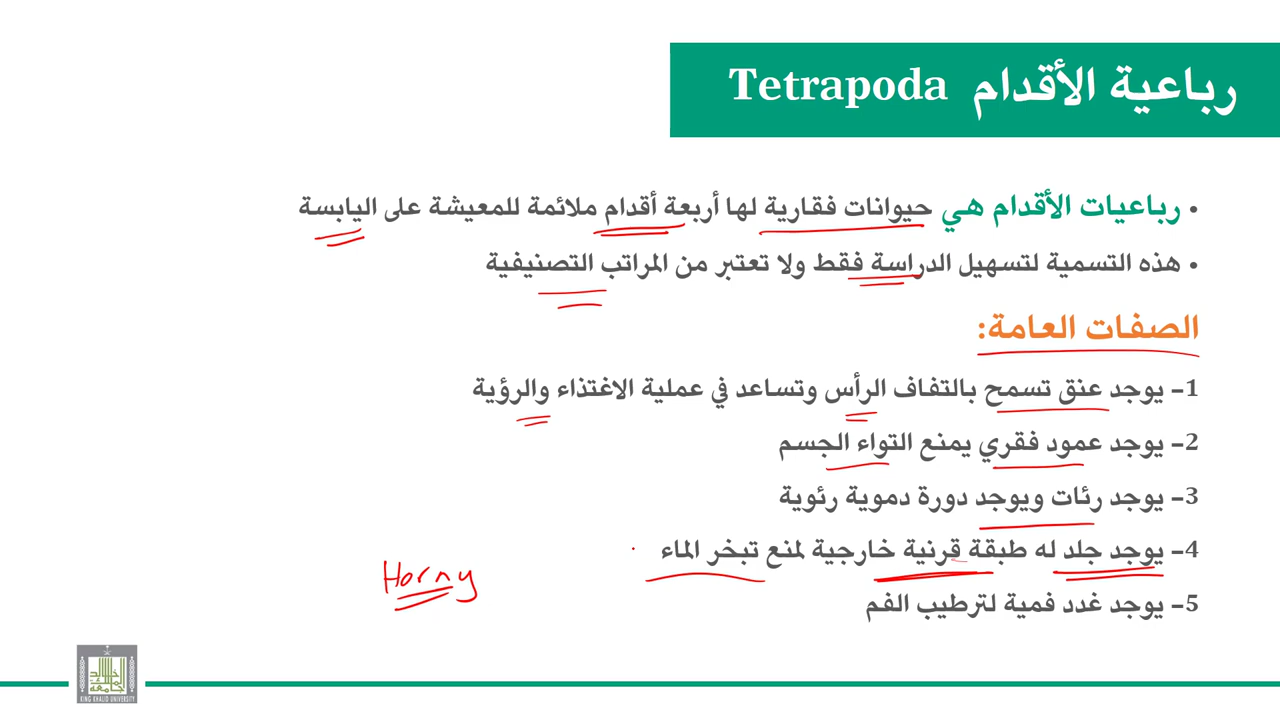 رباعية الأقدام Tetrapoda
• رباعيات الأقدام هي حيوانات فقارية لها أربعة أقدام ملائمة للمعيشة على اليابسة
• هذه التسمية لتسهيل الدراسة فقط ولا تعتبر من المراتب التصنيفية
الصفات العامة:
1- يوجد عنق تسمح بالتفاف الرأس وتساعد في عملية الاغتذاء والرؤية
2- يوجد عمود فقري يمنع التواء الجسم
3- يوجد رئات ويوجد دورة دموية رئوية
4- يوجد جلد له طبقة قرنية خارجية لمنع تبخر الماء
Horny
5- يوجد غدد فمية لترطيب الفم
KING KHALID UNIVERSITY